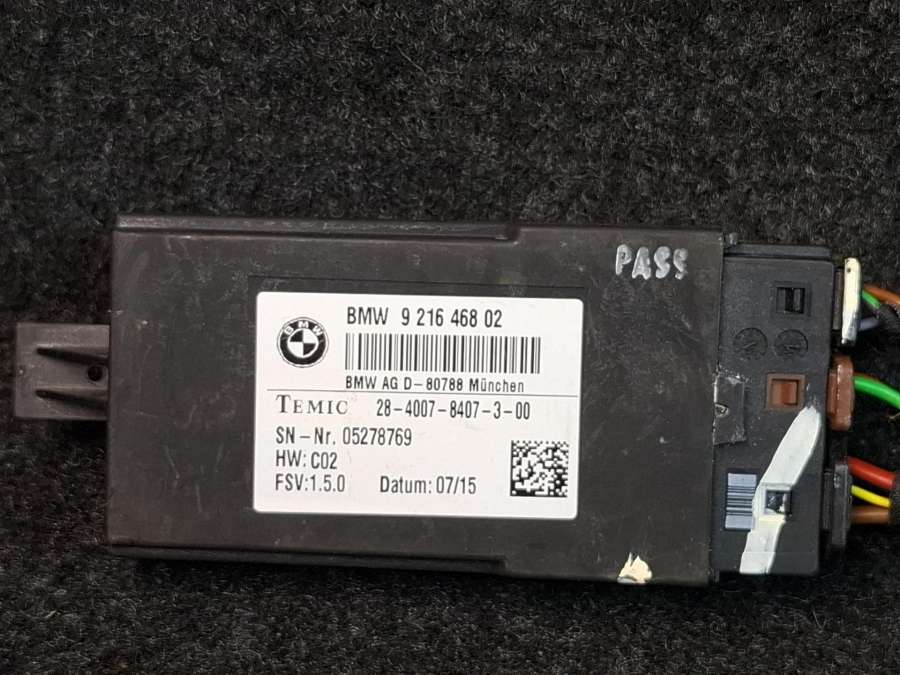 PASS
BMW 9 216 468 02
BMW
BMW AG D-80788 München
TEMIC 28-4007-8407-3-00
SN-Nr. 05278769
HW: C02
FSV:1.5.0 Datum: 07/15